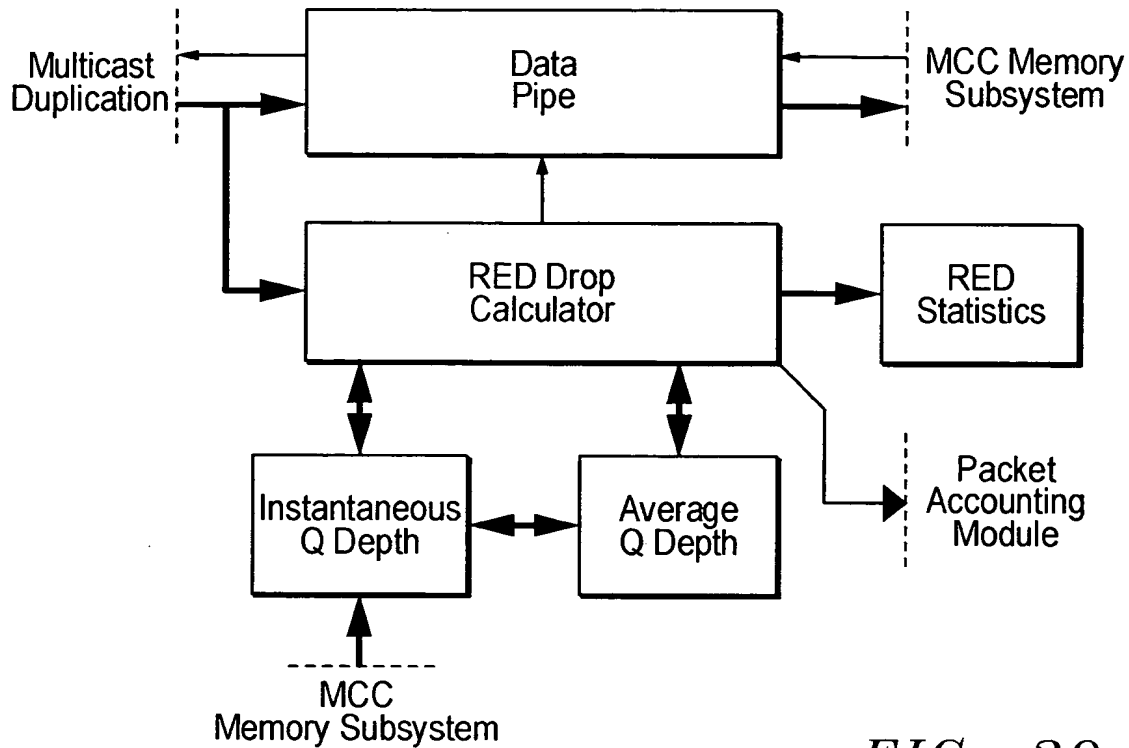 Multicast
Duplication
Data
Pipe
MCC Memory
Subsystem
RED Drop
Calculator
RED
Statistics
Instantaneous
Q Depth
Average
Q Depth
Packet
Accounting
Module
MCC
Memory Subsystem